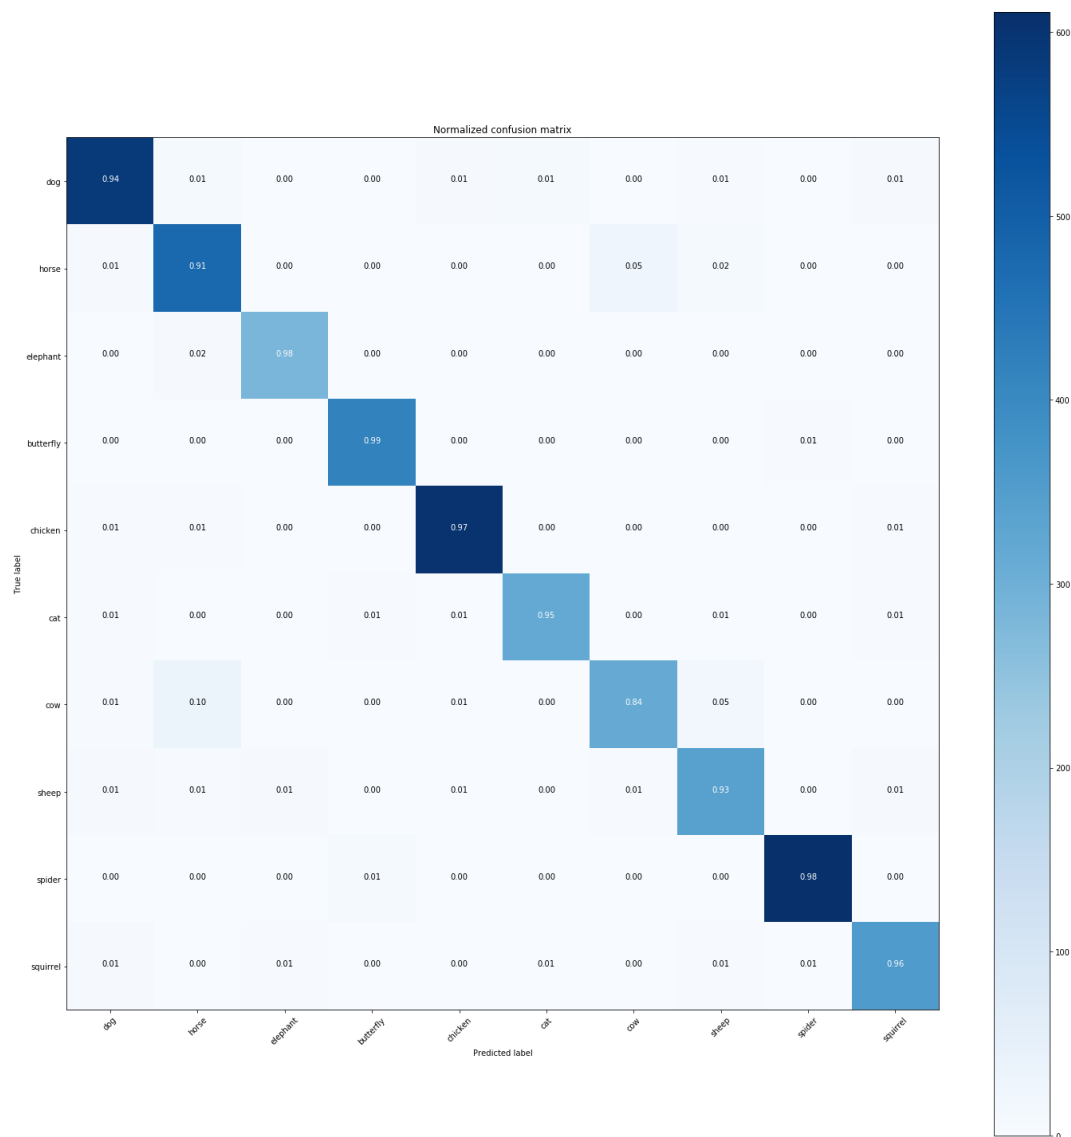 Normalized confusion matrix
600
500
400
300
200
100
0
True label
dog 0.94 0.01 0.00 0.00 0.01 0.01 0.00 0.01 0.00 0.01
horse 0.01 0.91 0.00 0.00 0.00 0.00 0.05 0.02 0.00 0.00
elephant 0.00 0.02 0.98 0.00 0.00 0.00 0.00 0.00 0.00 0.00
butterfly 0.00 0.00 0.00 0.99 0.00 0.00 0.00 0.00 0.01 0.00
chicken 0.01 0.01 0.00 0.00 0.97 0.00 0.00 0.00 0.00 0.01
cat 0.01 0.00 0.00 0.01 0.01 0.95 0.00 0.01 0.00 0.01
cow 0.01 0.10 0.00 0.00 0.01 0.00 0.84 0.05 0.00 0.00
sheep 0.01 0.01 0.01 0.00 0.01 0.00 0.01 0.93 0.00 0.01
spider 0.00 0.00 0.00 0.01 0.00 0.00 0.00 0.00 0.98 0.00
squirrel 0.01 0.00 0.01 0.00 0.00 0.01 0.00 0.01 0.01 0.96
dog horse elephant butterfly chicken cat cow sheep spider squirrel
Predicted label